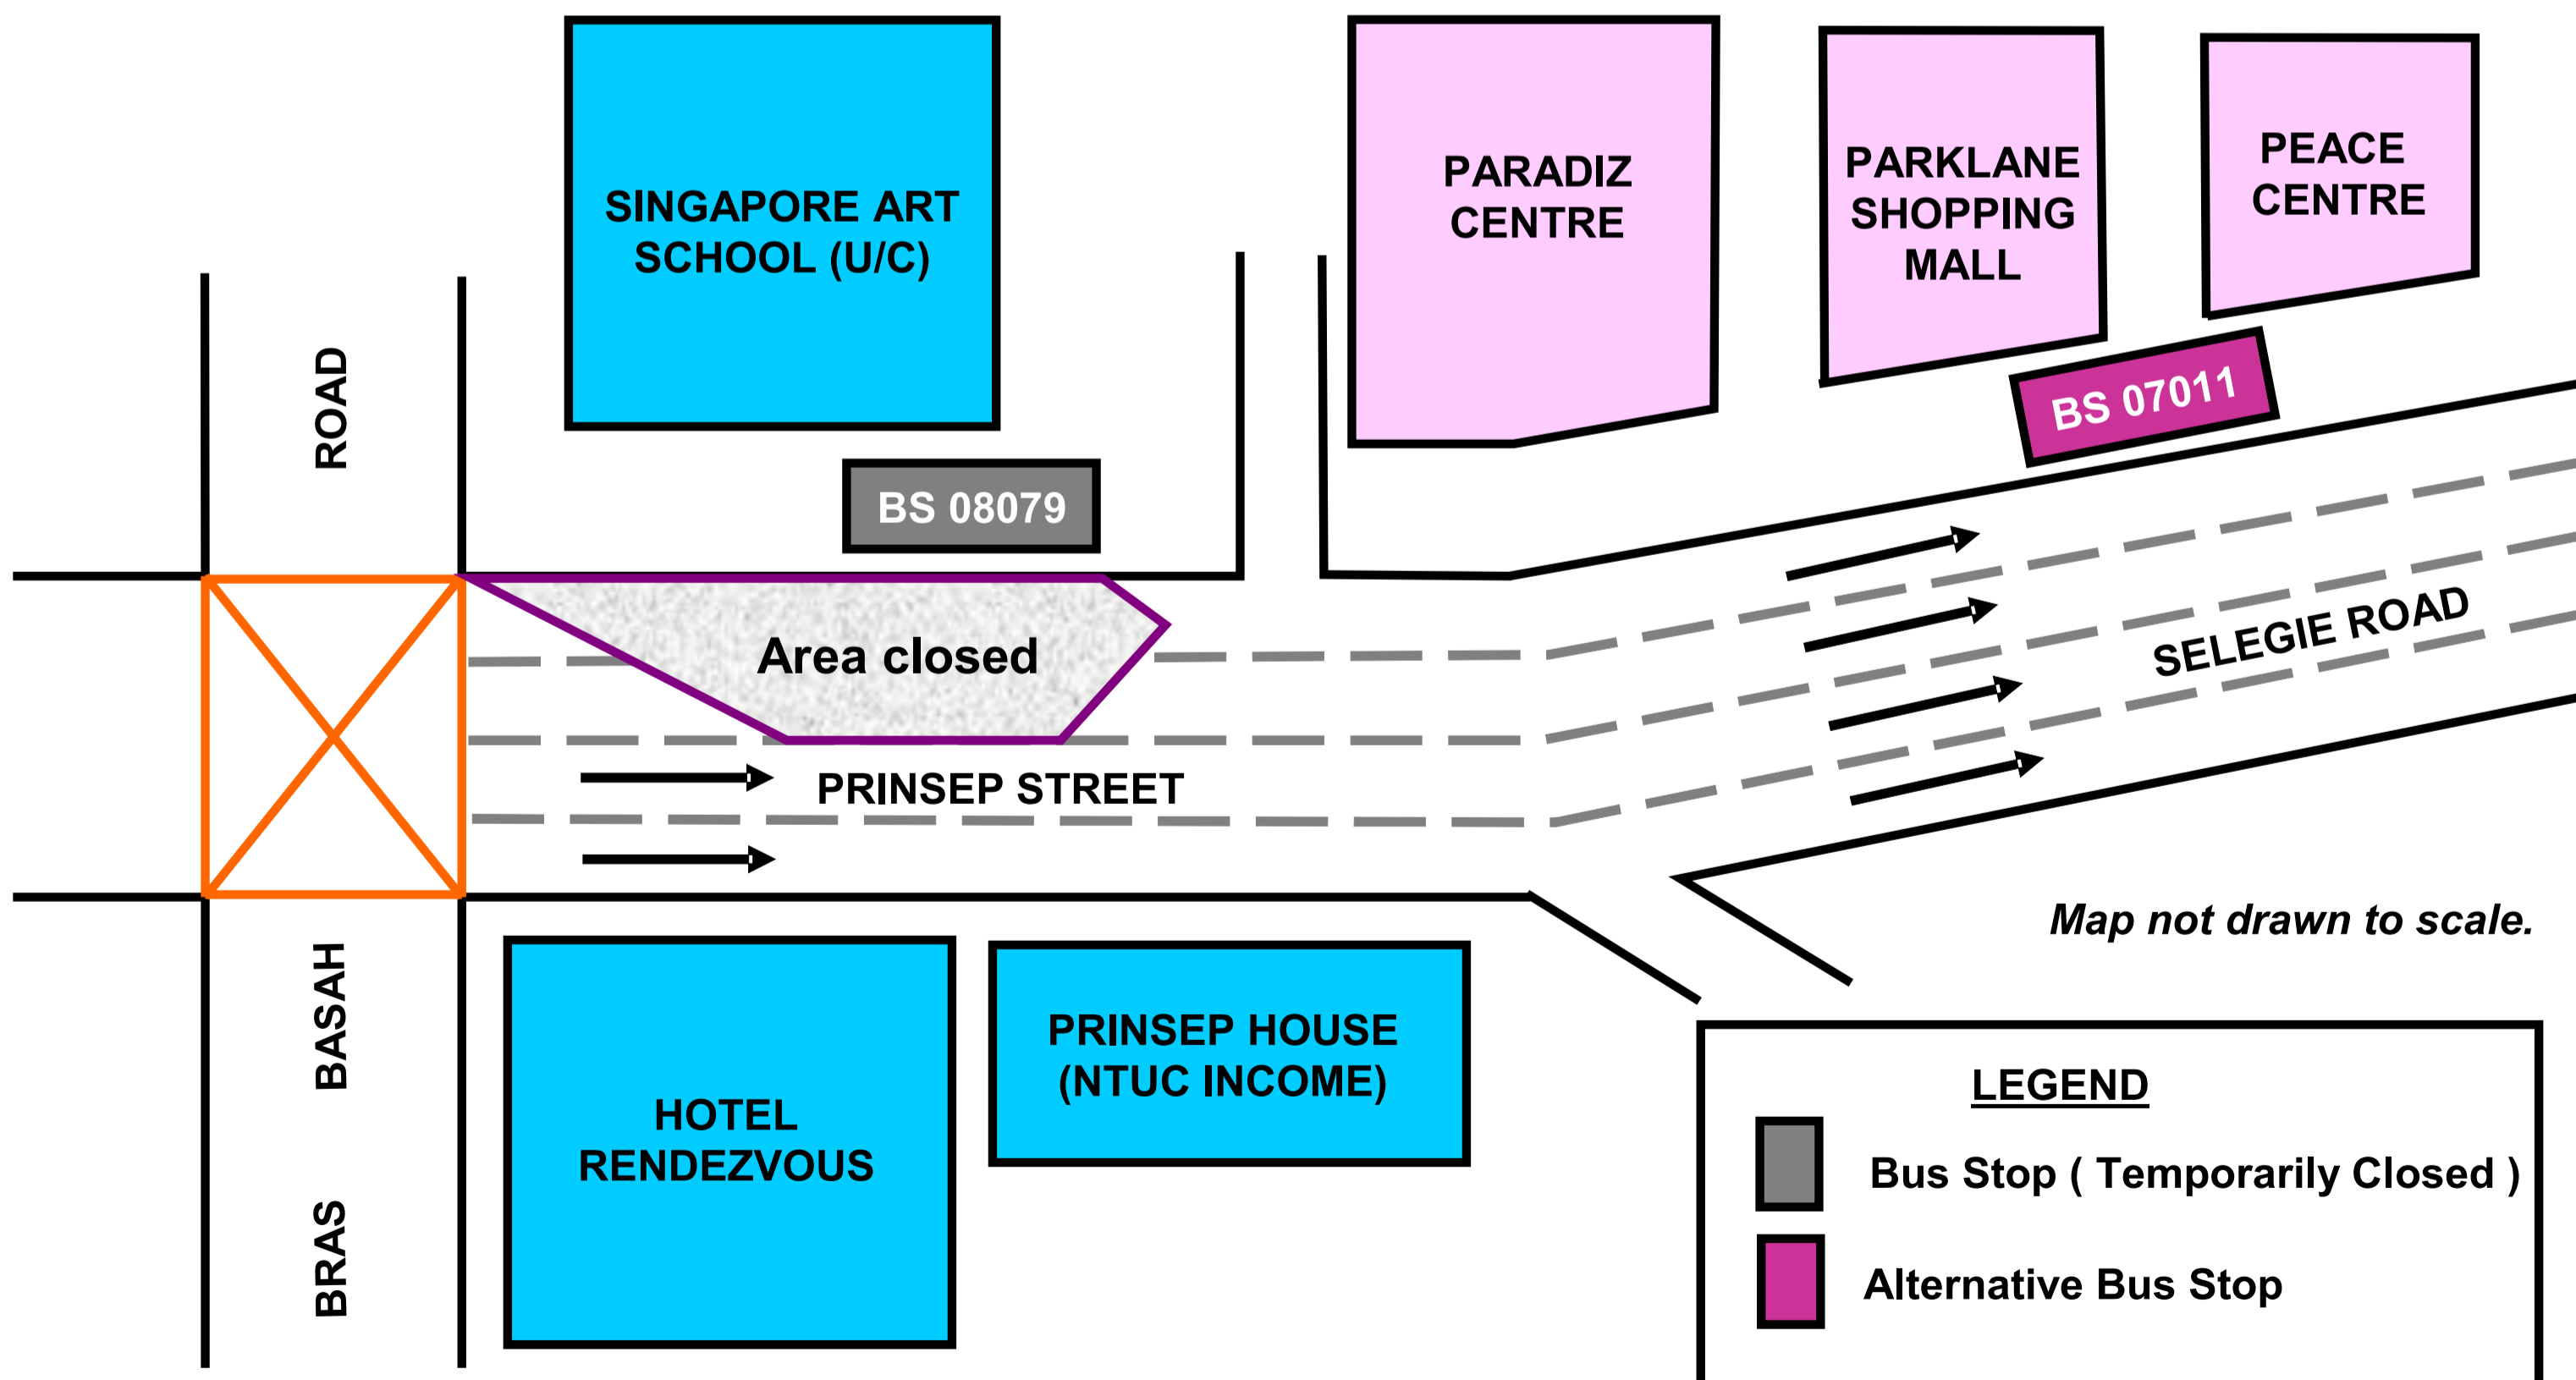 SINGAPORE ART
SCHOOL (U/C)
PARADIZ
CENTRE
PARKLANE
SHOPPING
MALL
PEACE
CENTRE
ROAD
BS 08079
BS 07011
Area closed
SELEGIE ROAD
PRINSEP STREET
Map not drawn to scale.
BASAH
BRAS
HOTEL
RENDEZVOUS
PRINSEP HOUSE
(NTUC INCOME)
LEGEND
Bus Stop ( Temporarily Closed )
Alternative Bus Stop